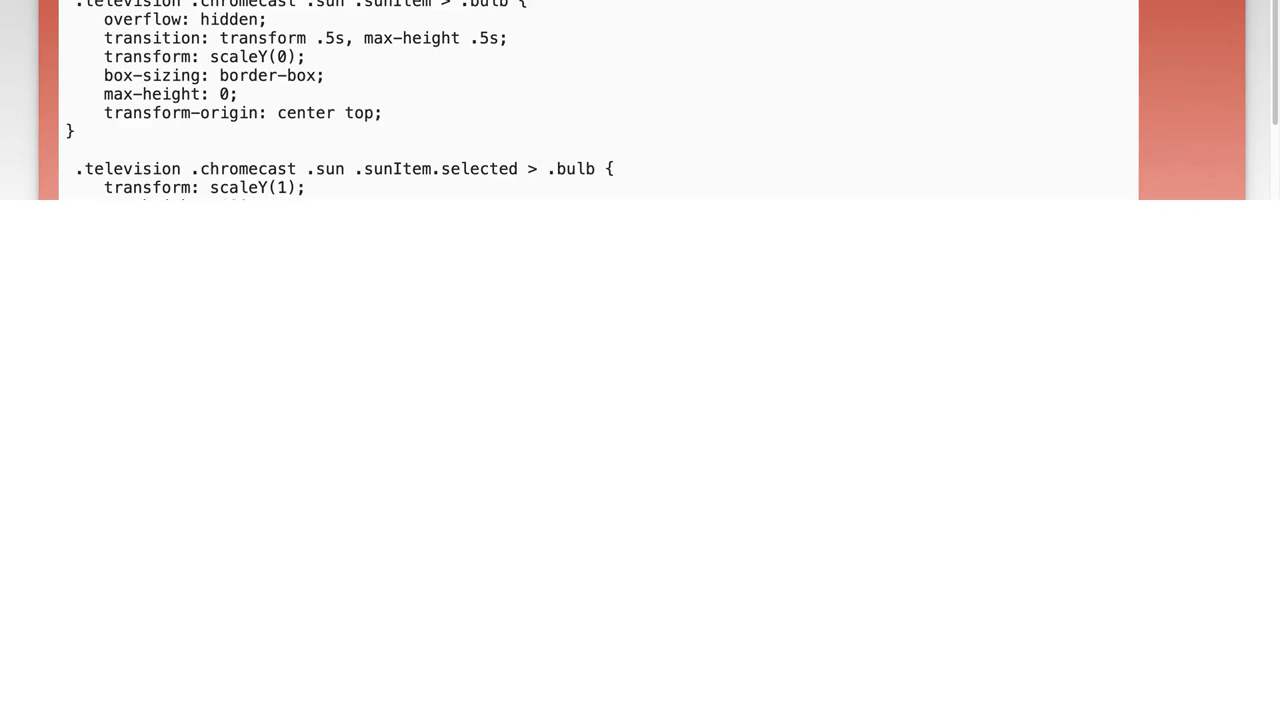 .television .chromecast .sun .sunItem > .bulb {
overflow: hidden;
transition: transform .5s, max-height .5s;
transform: scaleY(0);
box-sizing: border-box;
max-height: 0;
transform-origin: center top;
}
.television .chromecast .sun .sunItem.selected > .bulb {
transform: scaleY(1);